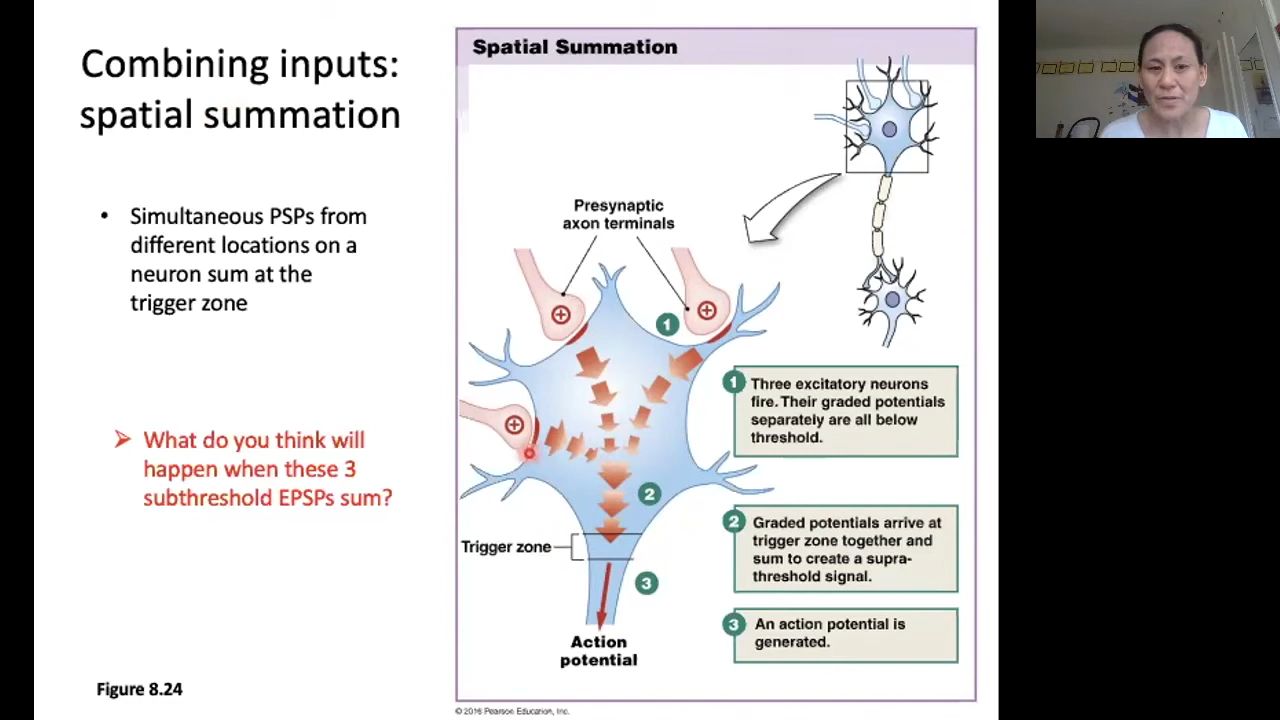 Combining inputs:
spatial summation
• Simultaneous PSPs from
different locations on a
neuron sum at the
trigger zone
➢ What do you think will
happen when these 3
subthreshold EPSPs sum?
Figure 8.24
Spatial Summation
Presynaptic
axon terminals
+
+
+
1
2
Trigger zone
3
Action
potential
1 Three excitatory neurons
fire. Their graded potentials
separately are all below
threshold.
2 Graded potentials arrive at
trigger zone together and
sum to create a supra-
threshold signal.
3 An action potential is
generated.
© 2016 Pearson Education, Inc.